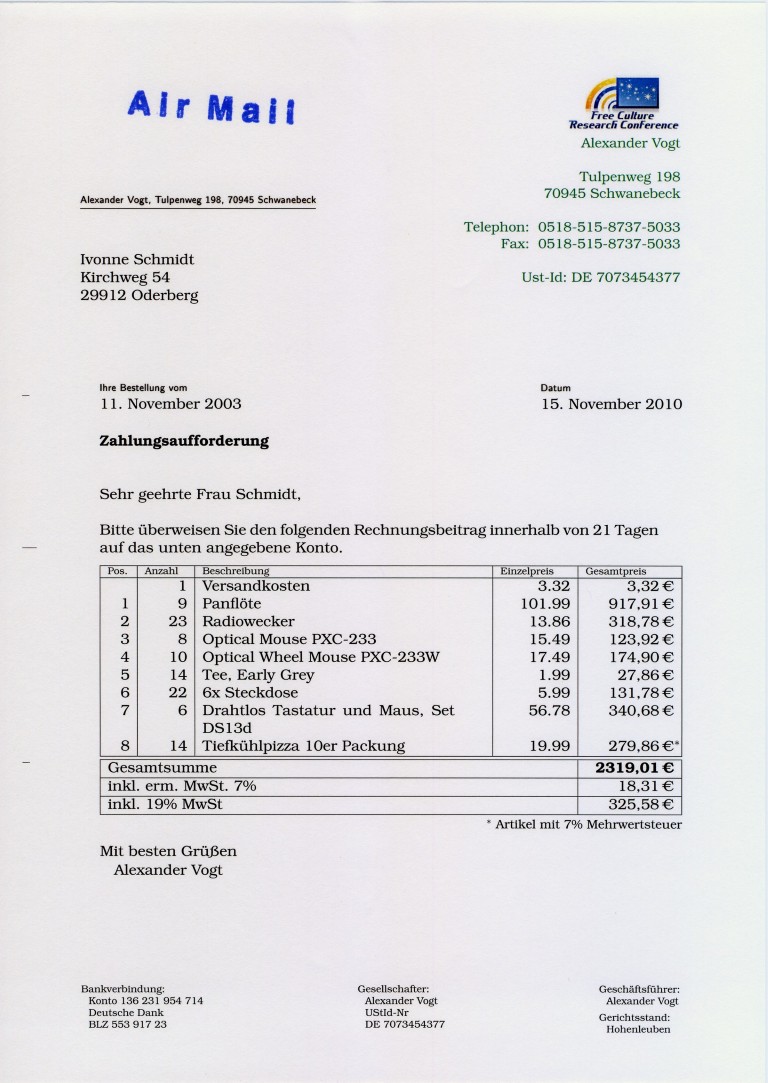 Air Mail
Free Culture
Research Conference
Alexander Vogt
Tulpenweg 198
70945 Schwanebeck
Alexander Vogt, Tulpenweg 198, 70945 Schwanebeck
Telephon: 0518-515-8737-5033
Fax: 0518-515-8737-5033
Ust-Id: DE 7073454377
Ivonne Schmidt
Kirchweg 54
29912 Oderberg
Ihre Bestellung vom Datum
11. November 2003 15. November 2010
Zahlungsaufforderung
Sehr geehrte Frau Schmidt,
Bitte überweisen Sie den folgenden Rechnungsbeitrag innerhalb von 21 Tagen
auf das unten angegebene Konto.
Pos. Anzahl Beschreibung Einzelpreis Gesamtpreis
1 Versandkosten 3.32 3,32 €
1 9 Panflöte 101.99 917,91 €
2 23 Radiowecker 13.86 318,78 €
3 8 Optical Mouse PXC-233 15.49 123,92 €
4 10 Optical Wheel Mouse PXC-233W 17.49 174,90 €
5 14 Tee, Early Grey 1.99 27,86 €
6 22 6x Steckdose 5.99 131,78 €
7 6 Drahtlos Tastatur und Maus, Set 56.78 340,68 €
DS13d
8 14 Tiefkühlpizza 10er Packung 19.99 279,86 €*
Gesamtsumme 2319,01 €
inkl. erm. MwSt. 7% 18,31 €
inkl. 19% MwSt 325,58 €
* Artikel mit 7% Mehrwertsteuer
Mit besten Grüßen
Alexander Vogt
Bankverbindung:
Konto 136 231 954 714
Deutsche Dank
BLZ 553 917 23
Gesellschafter:
Alexander Vogt
UStId-Nr
DE 7073454377
Geschäftsführer:
Alexander Vogt
Gerichtsstand:
Hohenleuben